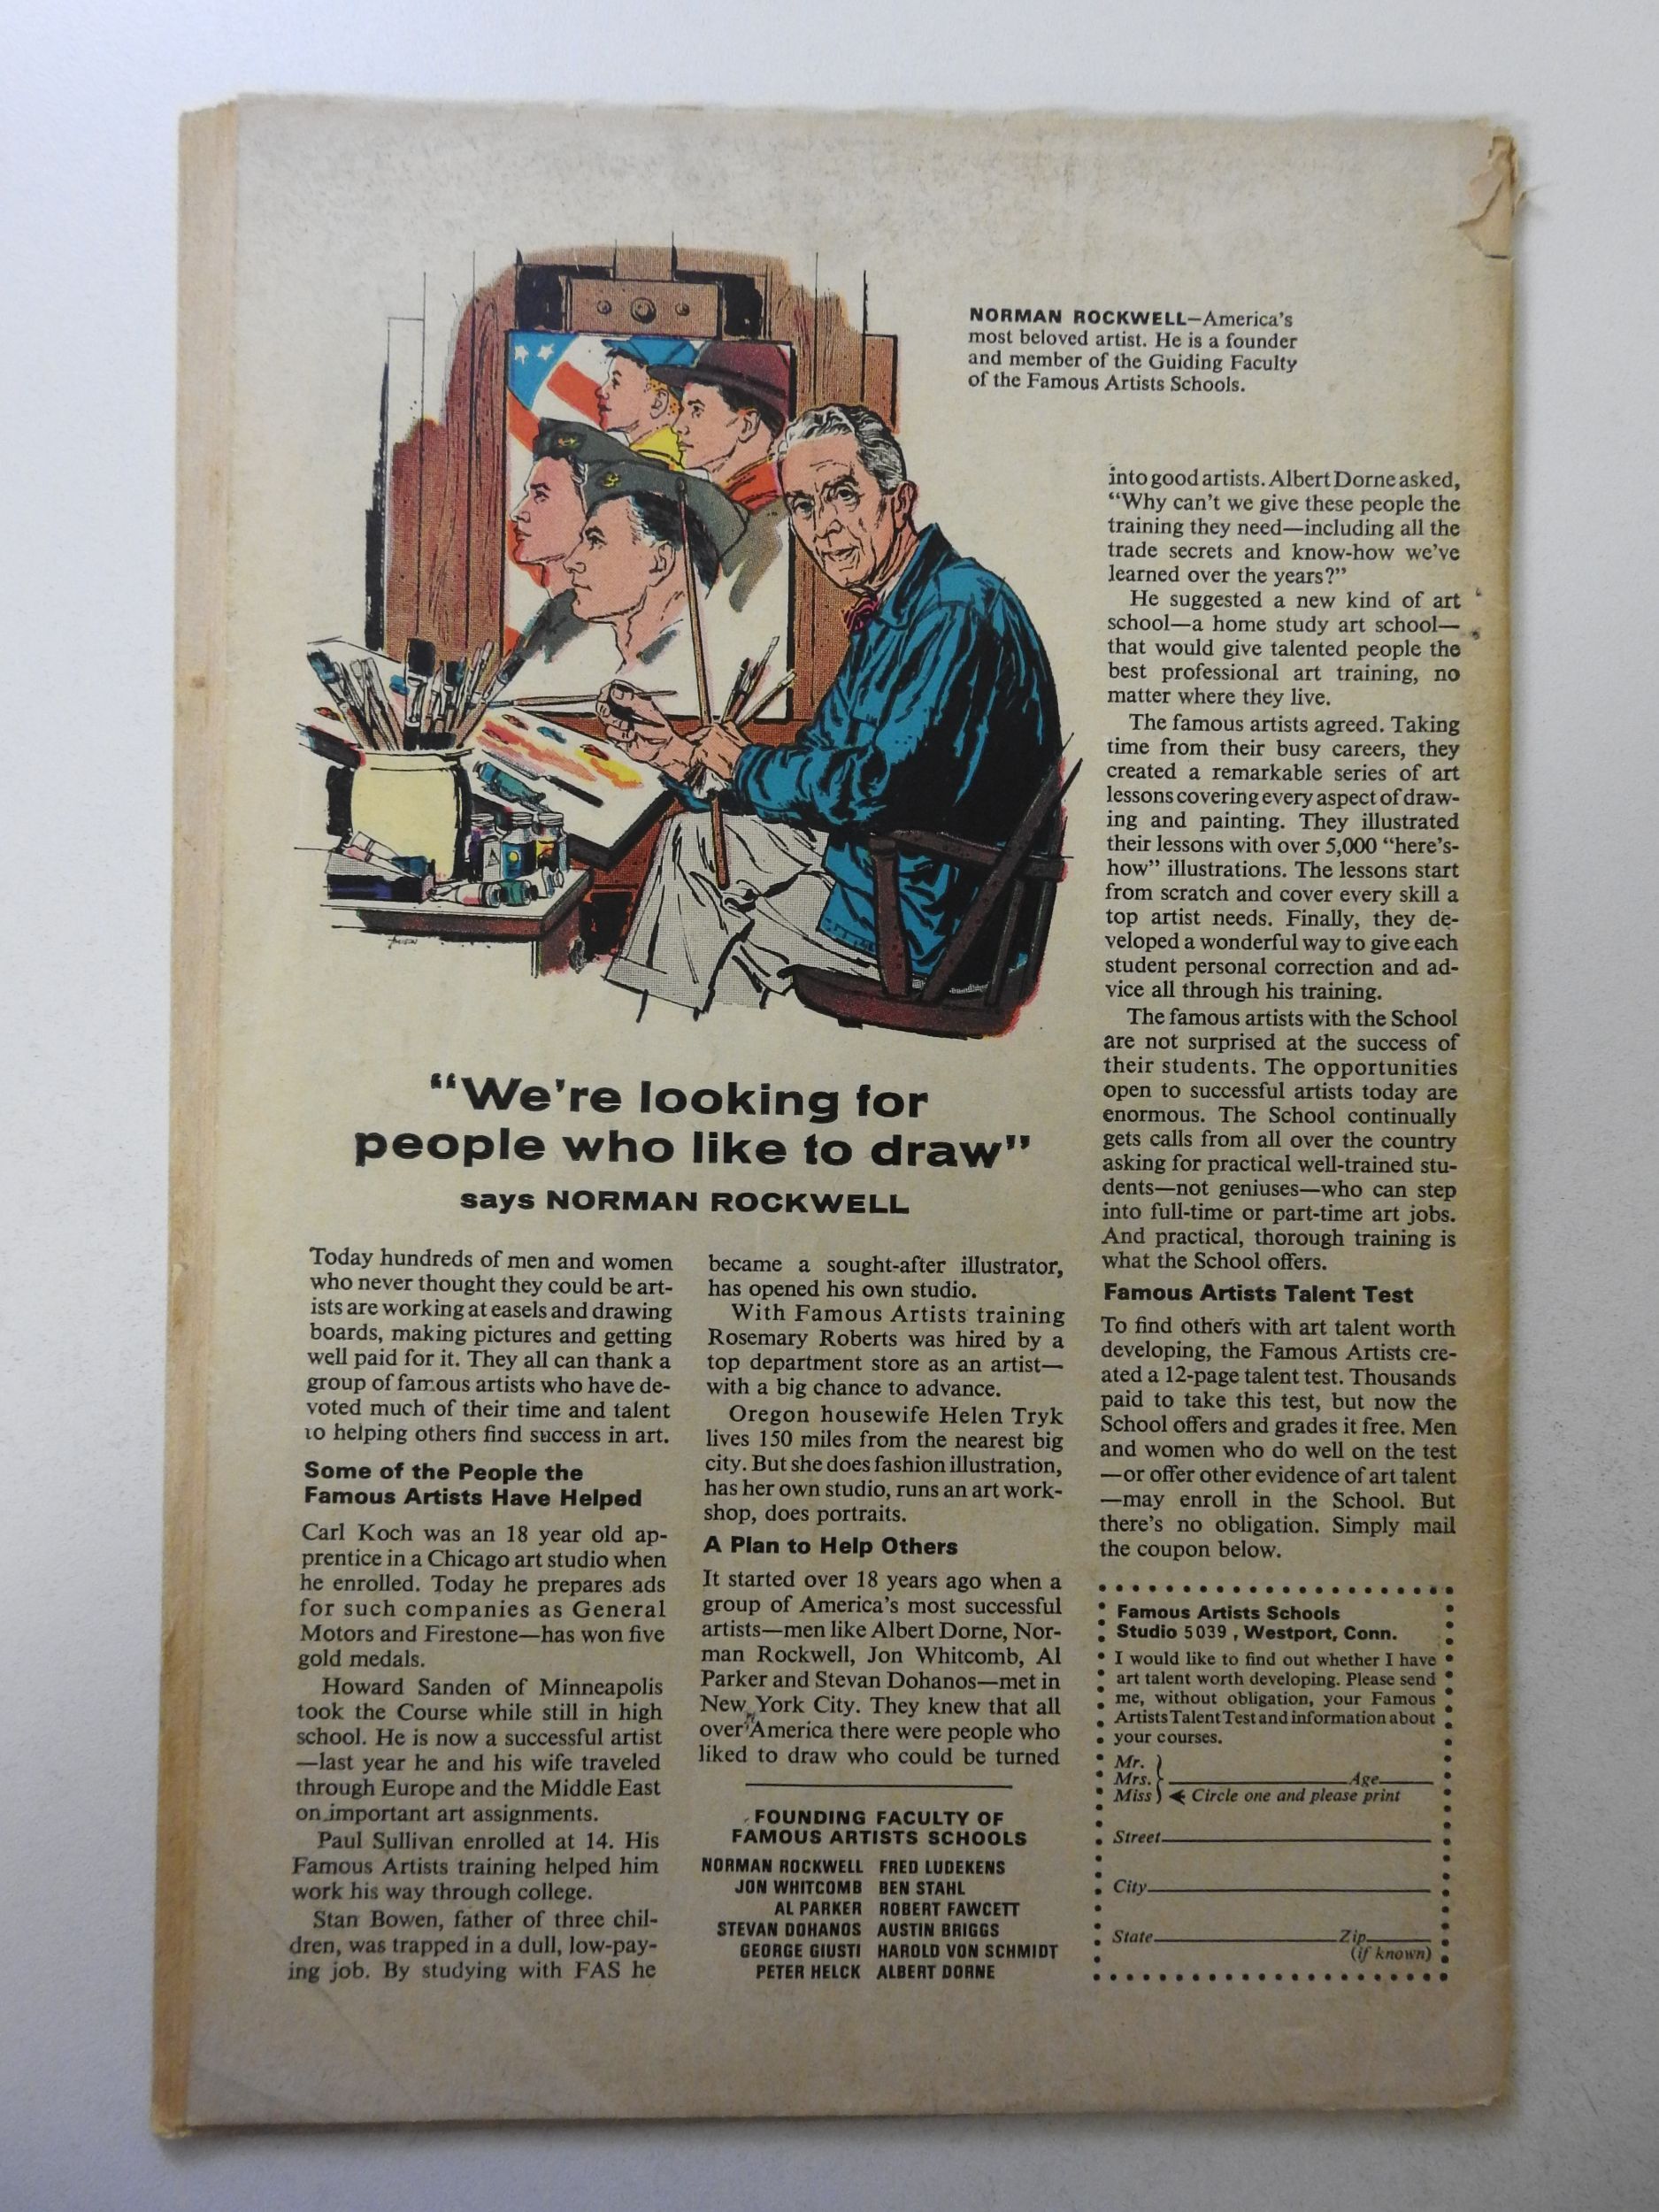 NORMAN ROCKWELL—America's
most beloved artist. He is a founder
and member of the Guiding Faculty
of the Famous Artists Schools.
"We're looking for
people who like to draw"
says NORMAN ROCKWELL
Today hundreds of men and women
who never thought they could be art-
ists are working at easels and drawing
boards, making pictures and getting
well paid for it. They all can thank a
group of famous artists who have de-
voted much of their time and talent
to helping others find success in art.
Some of the People the
Famous Artists Have Helped
Carl Koch was an 18 year old ap-
prentice in a Chicago art studio when
he enrolled. Today he prepares ads
for such companies as General
Motors and Firestone—has won five
gold medals.
Howard Sanden of Minneapolis
took the Course while still in high
school. He is now a successful artist
—last year he and his wife traveled
through Europe and the Middle East
on important art assignments.
Paul Sullivan enrolled at 14. His
Famous Artists training helped him
work his way through college.
Stan Bowen, father of three chil-
dren, was trapped in a dull, low-pay-
ing job. By studying with FAS he
became a sought-after illustrator,
has opened his own studio.
With Famous Artists training
Rosemary Roberts was hired by a
top department store as an artist—
with a big chance to advance.
Oregon housewife Helen Tryk
lives 150 miles from the nearest big
city. But she does fashion illustration,
has her own studio, runs an art work-
shop, does portraits.
A Plan to Help Others
It started over 18 years ago when a
group of America's most successful
artists—men like Albert Dorne, Nor-
man Rockwell, Jon Whitcomb, Al
Parker and Stevan Dohanos—met in
New York City. They knew that all
over America there were people who
liked to draw who could be turned
FOUNDING FACULTY OF
FAMOUS ARTISTS SCHOOLS
NORMAN ROCKWELL FRED LUDEKENS
JON WHITCOMB BEN STAHL
AL PARKER ROBERT FAWCETT
STEVAN DOHANOS AUSTIN BRIGGS
GEORGE GIUSTI HAROLD VON SCHMIDT
PETER HELCK ALBERT DORNE
into good artists. Albert Dorne asked,
"Why can't we give these people the
training they need—including all the
trade secrets and know-how we've
learned over the years?"
He suggested a new kind of art
school—a home study art school—
that would give talented people the
best professional art training, no
matter where they live.
The famous artists agreed. Taking
time from their busy careers, they
created a remarkable series of art
lessons covering every aspect of draw-
ing and painting. They illustrated
their lessons with over 5,000 "here's-
how" illustrations. The lessons start
from scratch and cover every skill a
top artist needs. Finally, they de-
veloped a wonderful way to give each
student personal correction and ad-
vice all through his training.
The famous artists with the School
are not surprised at the success of
their students. The opportunities
open to successful artists today are
enormous. The School continually
gets calls from all over the country
asking for practical well-trained stu-
dents—not geniuses—who can step
into full-time or part-time art jobs.
And practical, thorough training is
what the School offers.
Famous Artists Talent Test
To find others with art talent worth
developing, the Famous Artists cre-
ated a 12-page talent test. Thousands
paid to take this test, but now the
School offers and grades it free. Men
and women who do well on the test
—or offer other evidence of art talent
—may enroll in the School. But
there's no obligation. Simply mail
the coupon below.
Famous Artists Schools
Studio 5039, Westport, Conn.
I would like to find out whether I have
art talent worth developing. Please send
me, without obligation, your Famous
Artists Talent Test and information about
your courses.
Mr.
Mrs. Age
Miss Circle one and please print
Street
City
State Zip
(if known)